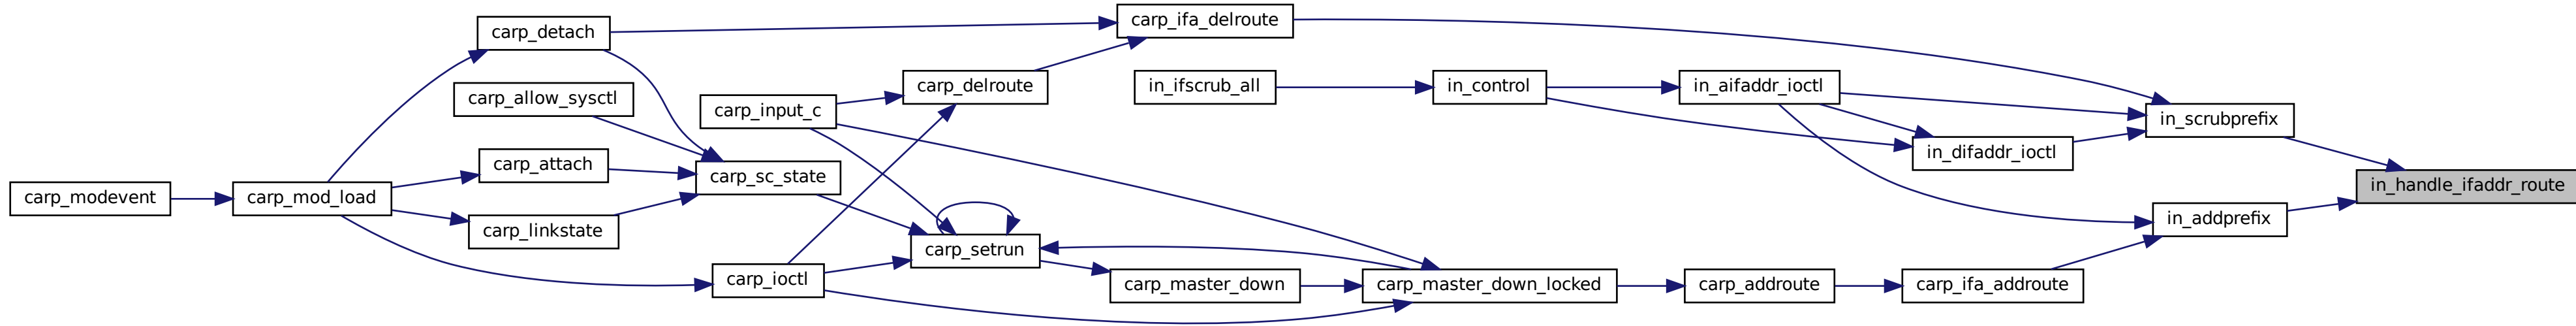 carp_ifa_delroute
carp_detach
carp_delroute
in_ifscrub_all
in_control
in_aifaddr_ioctl
carp_allow_sysctl
carp_input_c
in_scrubprefix
in_difaddr_ioctl
carp_attach
carp_sc_state
in_handle_ifaddr_route
carp_modevent
carp_mod_load
in_addprefix
carp_linkstate
carp_setrun
carp_ioctl
carp_master_down
carp_master_down_locked
carp_addroute
carp_ifa_addroute